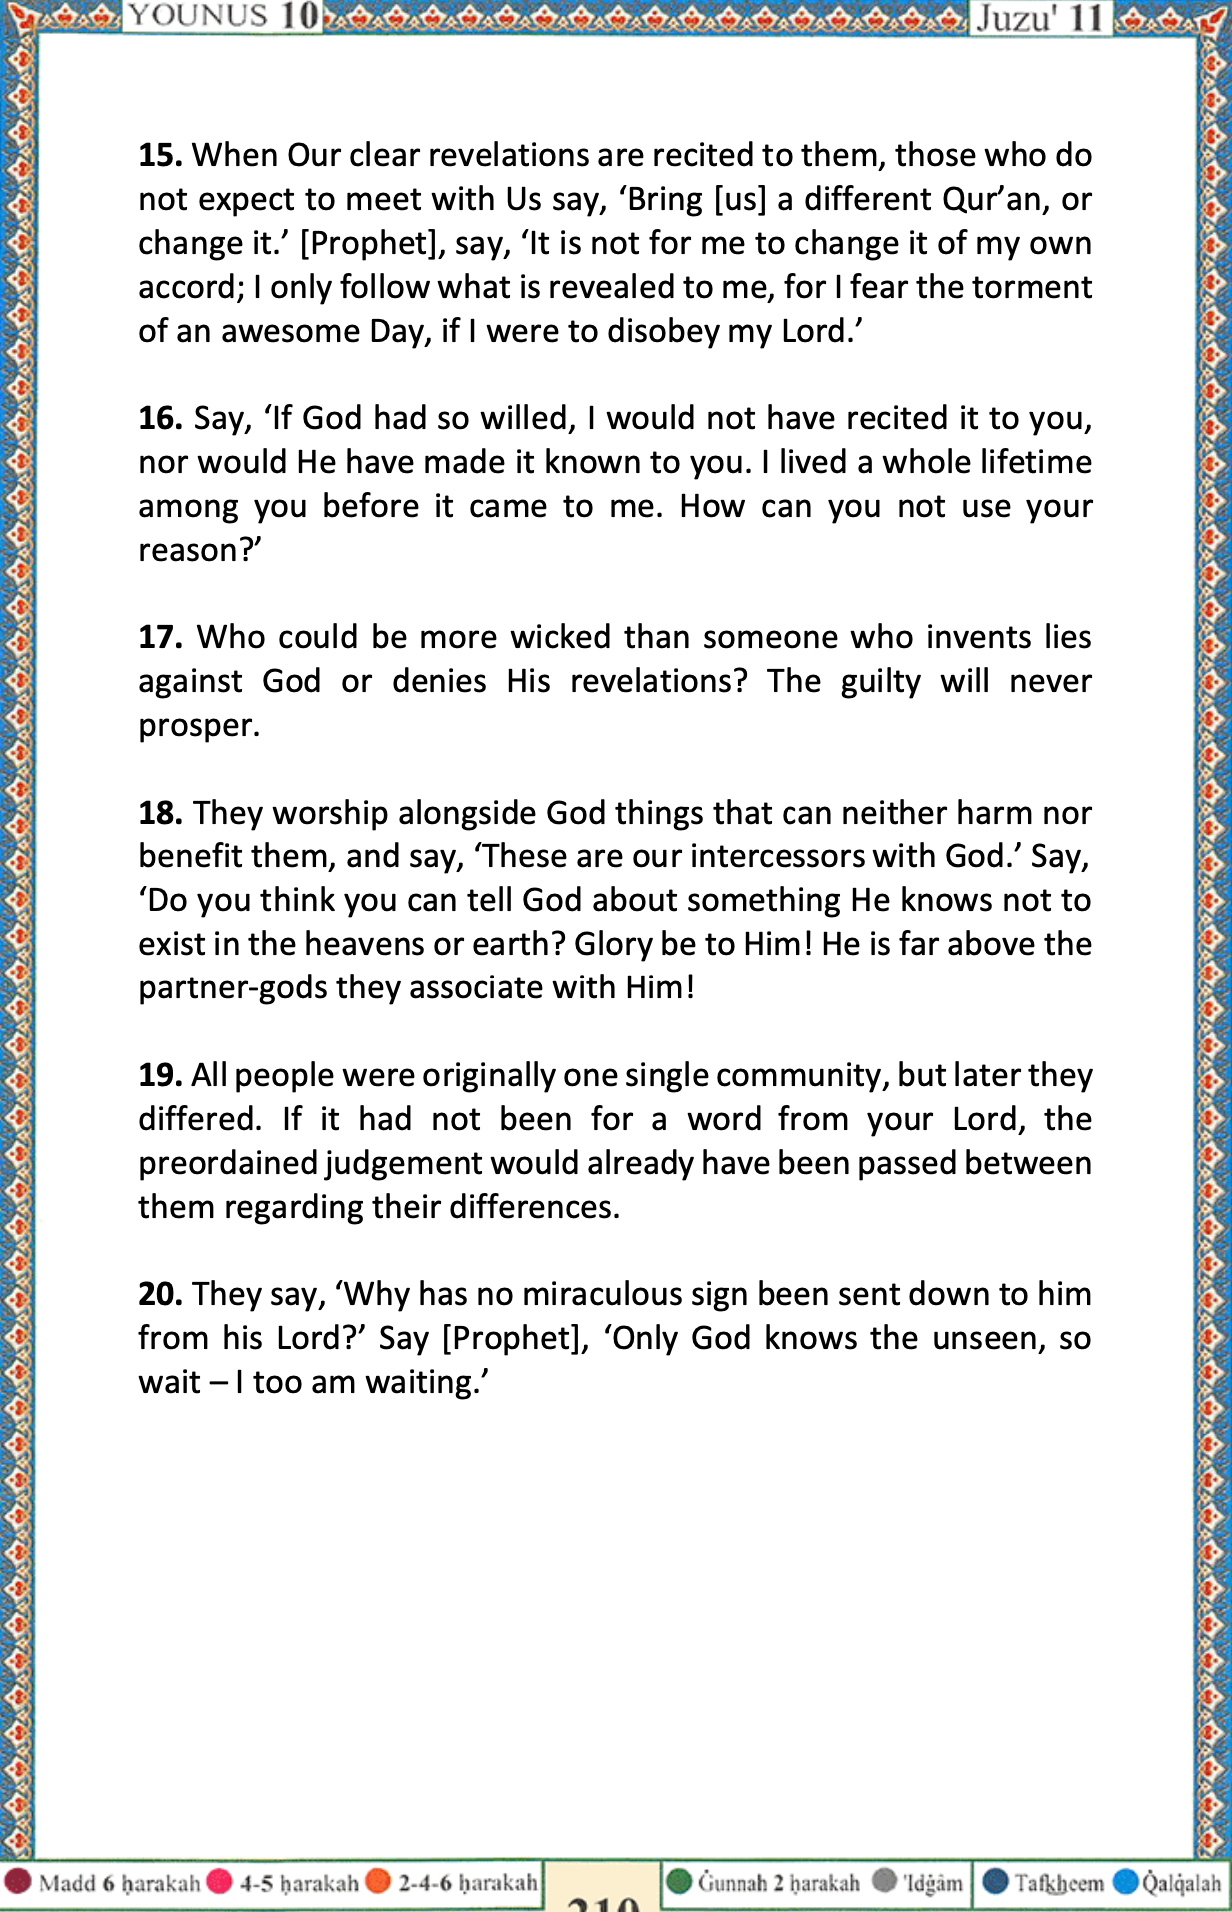 YOUNUS 10
Juzu' 11
15. When Our clear revelations are recited to them, those who do
not expect to meet with Us say, ‘Bring [us] a different Qur’an, or
change it.’ [Prophet], say, ‘It is not for me to change it of my own
accord; I only follow what is revealed to me, for I fear the torment
of an awesome Day, if I were to disobey my Lord.’
16. Say, ‘If God had so willed, I would not have recited it to you,
nor would He have made it known to you. I lived a whole lifetime
among you before it came to me. How can you not use your
reason?’
17. Who could be more wicked than someone who invents lies
against God or denies His revelations? The guilty will never
prosper.
18. They worship alongside God things that can neither harm nor
benefit them, and say, ‘These are our intercessors with God.’ Say,
‘Do you think you can tell God about something He knows not to
exist in the heavens or earth? Glory be to Him! He is far above the
partner-gods they associate with Him!
19. All people were originally one single community, but later they
differed. If it had not been for a word from your Lord, the
preordained judgement would already have been passed between
them regarding their differences.
20. They say, ‘Why has no miraculous sign been sent down to him
from his Lord?’ Say [Prophet], ‘Only God knows the unseen, so
wait – I too am waiting.’
Madd 6 ḥarakah 4-5 ḥarakah 2-4-6 ḥarakah
210
Ġunnah 2 ḥarakah 'Idġâm
Tafk͟heem Q̇alq̇alah